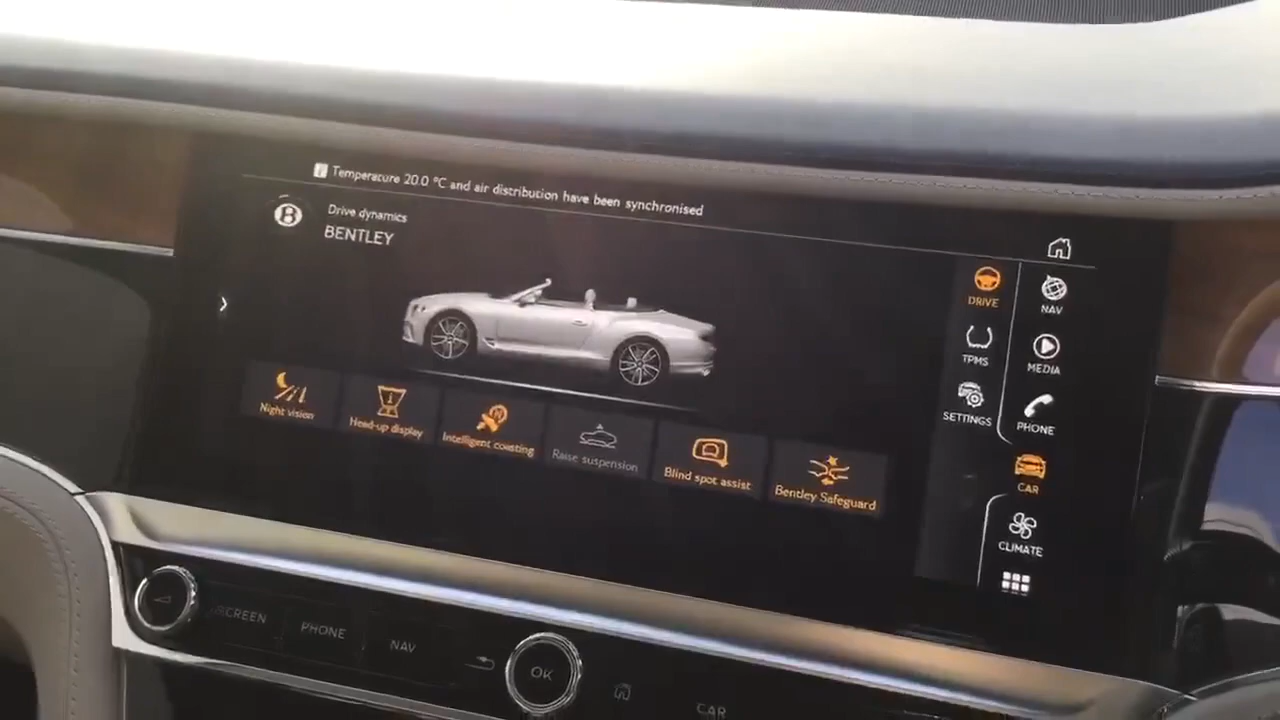 Temperature 20.0 °C and air distribution have been synchronised
B
Drive dynamics
BENTLEY
DRIVE
NAV
TPMS
MEDIA
SETTINGS
PHONE
CAR
CLIMATE
Night vision
Head-up display
Intelligent coasting
Raise suspension
Blind spot assist
Bentley Safeguard
SCREEN
PHONE
NAV
OK
CAR